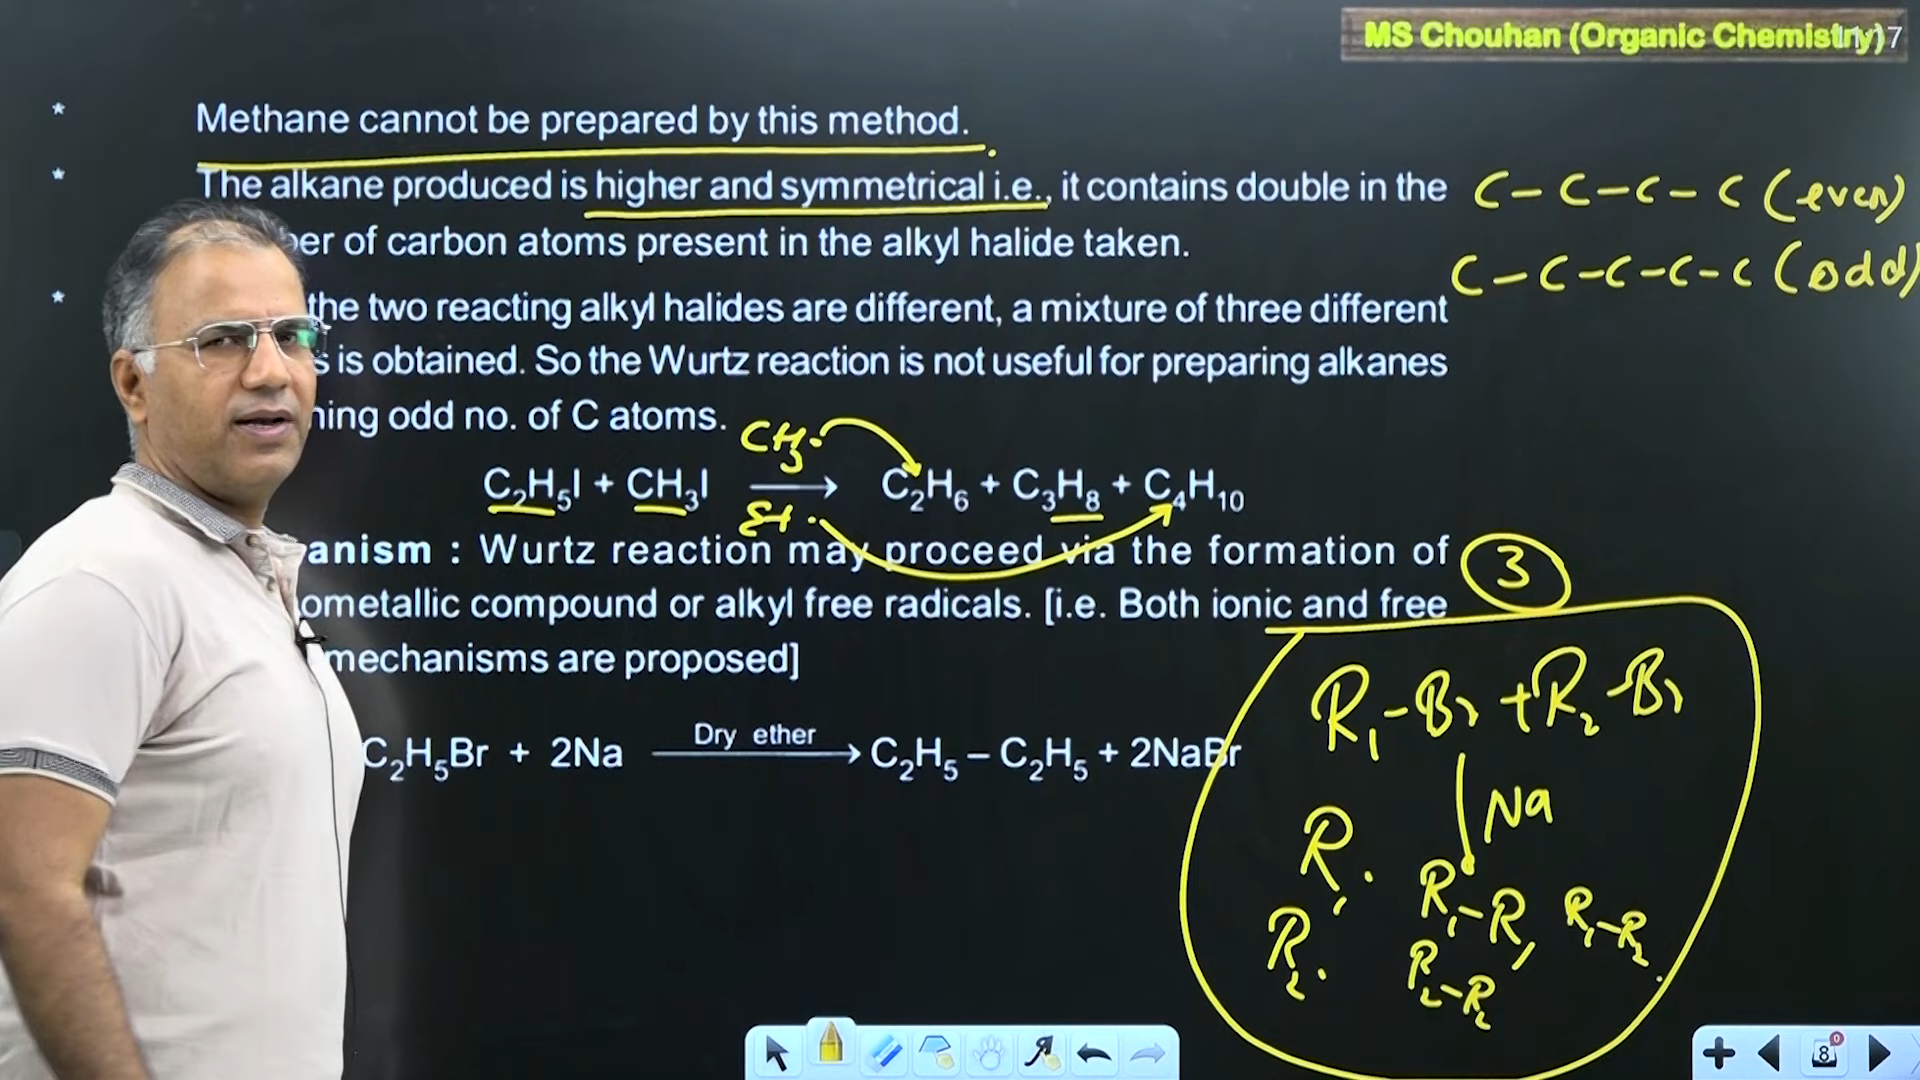 MS Chouhan (Organic Chemistry)
* Methane cannot be prepared by this method.
* The alkane produced is higher and symmetrical i.e., it contains double in the
er of carbon atoms present in the alkyl halide taken.
C-C-C-C (even)
C-C-C-C-C (odd)
* the two reacting alkyl halides are different, a mixture of three different
s is obtained. So the Wurtz reaction is not useful for preparing alkanes
ning odd no. of C atoms.
CH₃·
C₂H₅I + CH₃I ⟶ C₂H₆ + C₃H₈ + C₄H₁₀
Et·
anism : Wurtz reaction may proceed via the formation of
ometallic compound or alkyl free radicals. [i.e. Both ionic and free
mechanisms are proposed]
3
R₁-Br + R₂-Br
Na
C₂H₅Br + 2Na ⟶ C₂H₅ – C₂H₅ + 2NaBr
Dry ether
R₁·
R₁-R₁ R₁-R₂
R₂·
R₂-R₂
8
0